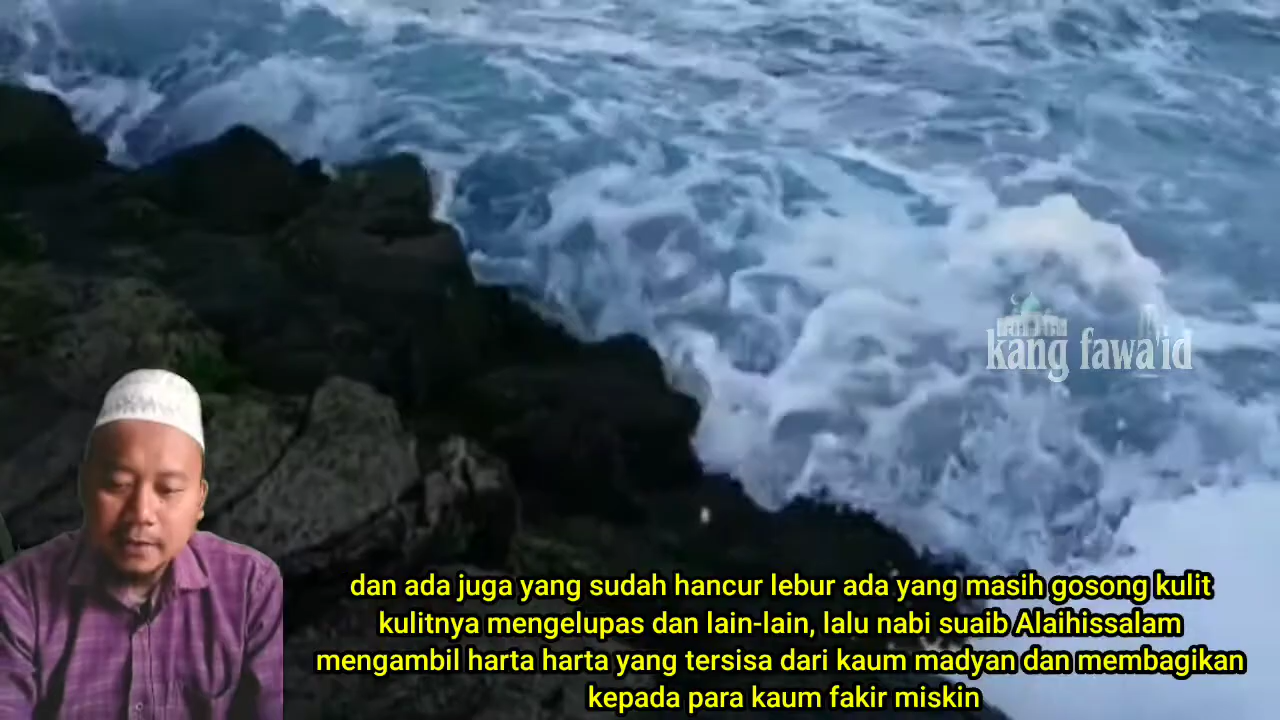 kang fawa'id
dan ada juga yang sudah hancur lebur ada yang masih gosong kulit
kulitnya mengelupas dan lain-lain, lalu nabi suaib Alaihissalam
mengambil harta harta yang tersisa dari kaum madyan dan membagikan
kepada para kaum fakir miskin